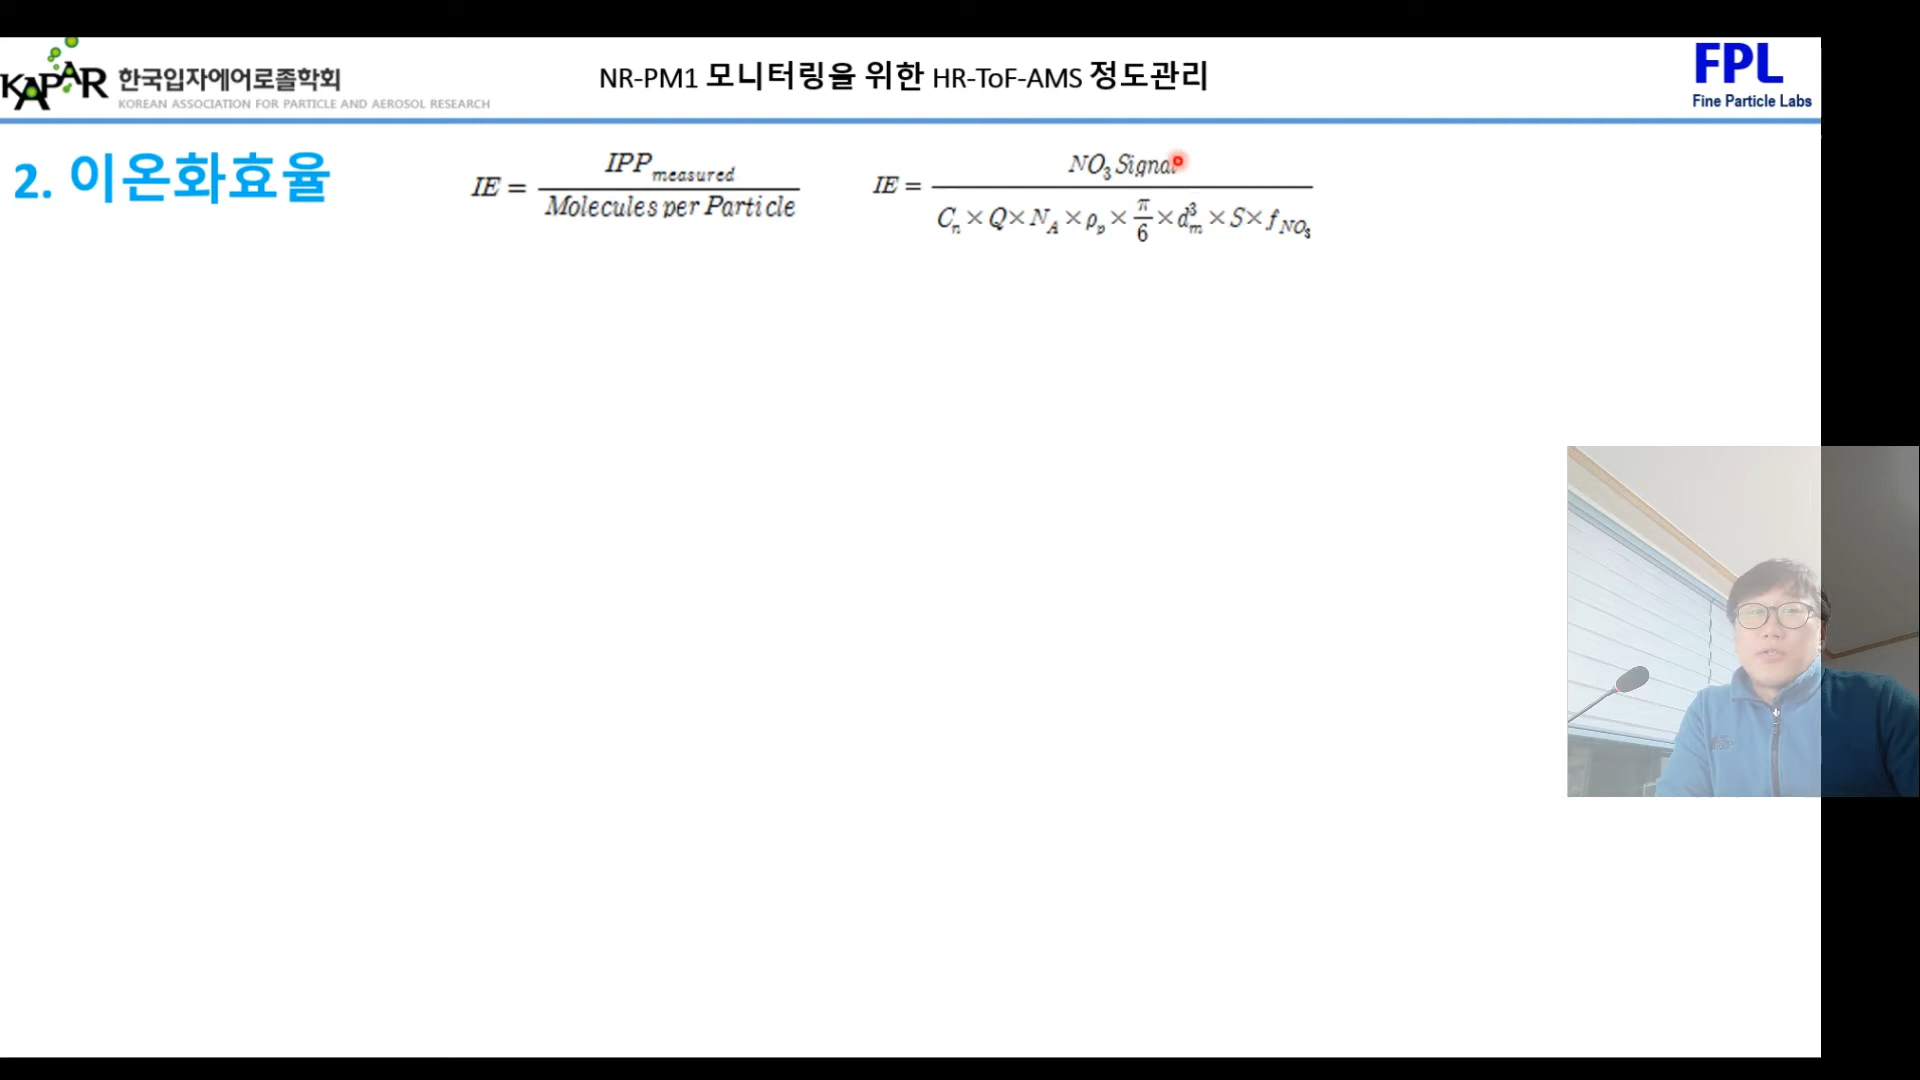 KAPAR 한국입자에어로졸학회
KOREAN ASSOCIATION FOR PARTICLE AND AEROSOL RESEARCH
NR-PM1 모니터링을 위한 HR-ToF-AMS 정도관리
FPL
Fine Particle Labs
2. 이온화효율
IE = IPP_measured / Molecules per Particle
IE = NO₃ Signal / C_n × Q × N_A × ρ_p × π/6 × d_m³ × S × f_NO₃